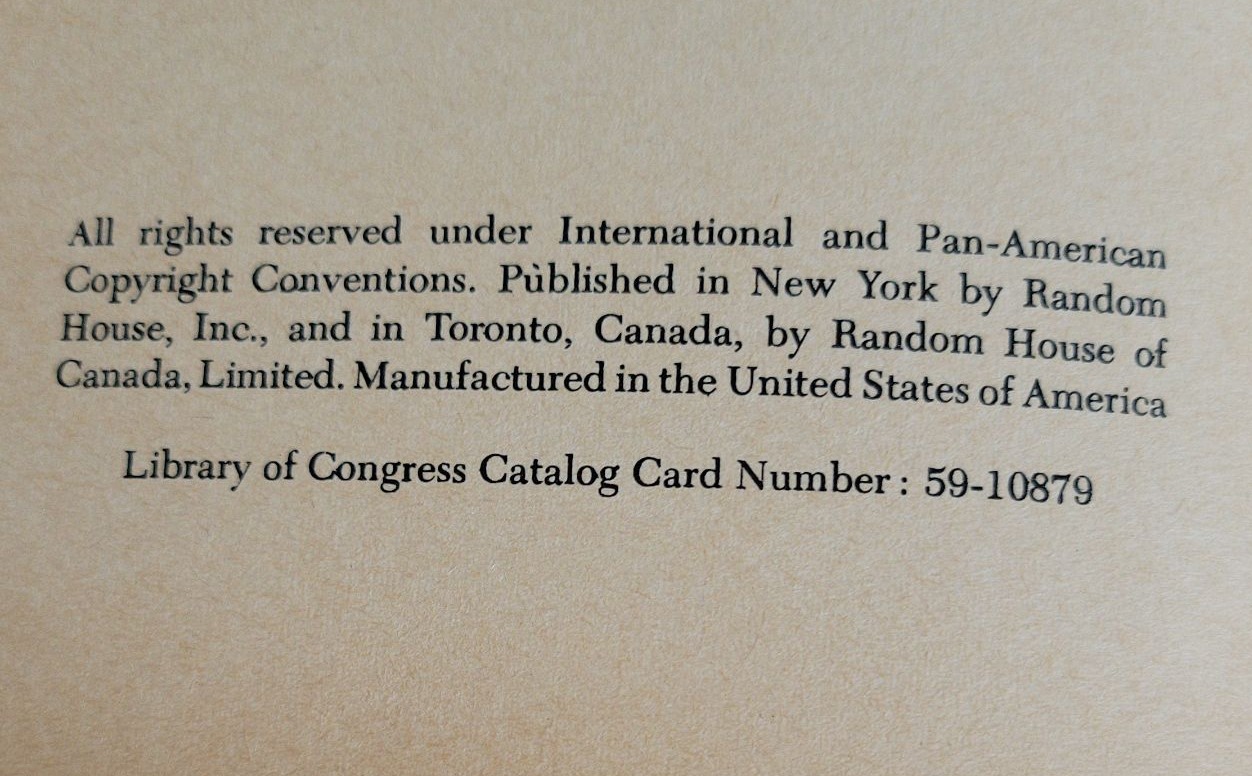 All rights reserved under International and Pan-American
Copyright Conventions. Published in New York by Random
House, Inc., and in Toronto, Canada, by Random House of
Canada, Limited. Manufactured in the United States of America
Library of Congress Catalog Card Number: 59-10879